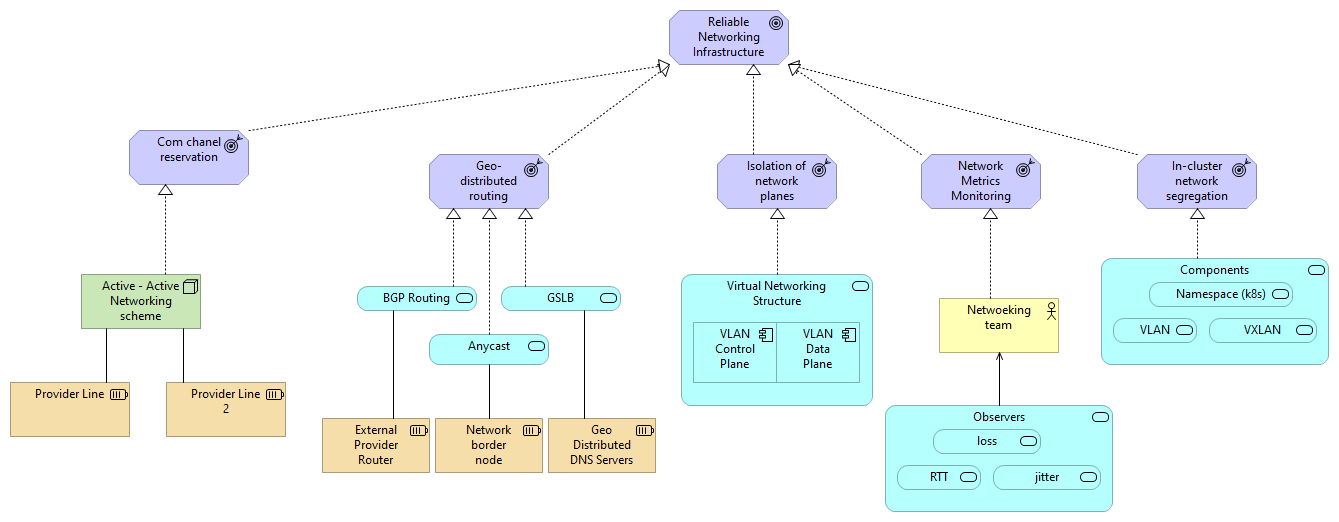 Reliable
Networking
Infrastructure
Com chanel
reservation
Geo-
distributed
routing
Isolation of
network
planes
Network
Metrics
Monitoring
In-cluster
network
segregation
Active - Active
Networking
scheme
BGP Routing
GSLB
Anycast
Virtual Networking
Structure
VLAN
Control
Plane
VLAN
Data
Plane
Netwoeking
team
Components
Namespace (k8s)
VLAN
VXLAN
Provider Line
Provider Line
2
External
Provider
Router
Network
border
node
Geo
Distributed
DNS Servers
Observers
loss
RTT
jitter